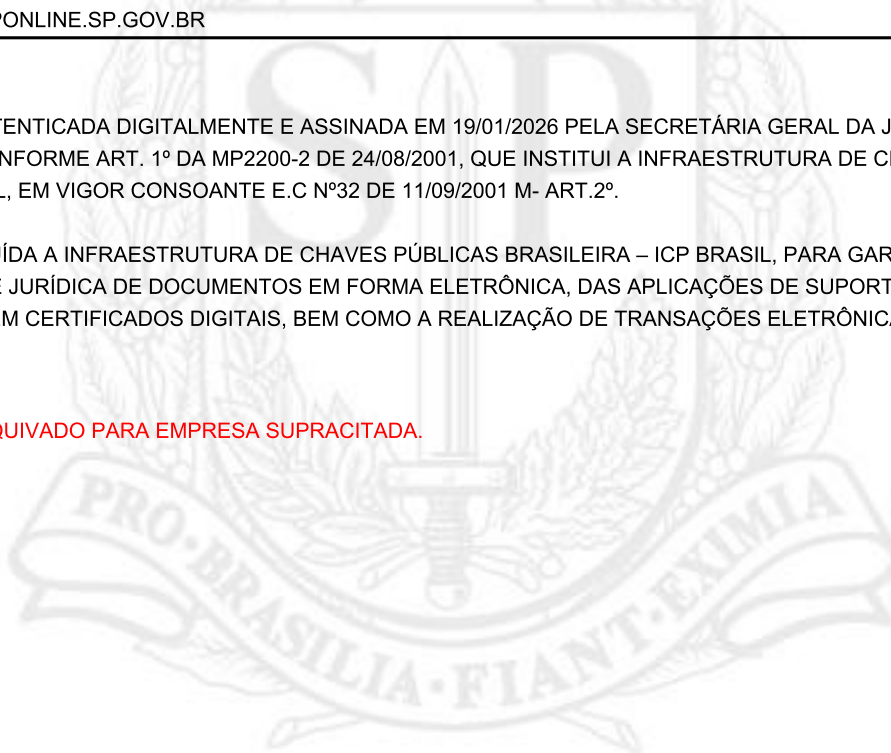 PONLINE.SP.GOV.BR
TENTICADA DIGITALMENTE E ASSINADA EM 19/01/2026 PELA SECRETÁRIA GERAL DA J
NFORME ART. 1º DA MP2200-2 DE 24/08/2001, QUE INSTITUI A INFRAESTRUTURA DE C
L, EM VIGOR CONSOANTE E.C Nº32 DE 11/09/2001 M- ART.2º.
ÍDA A INFRAESTRUTURA DE CHAVES PÚBLICAS BRASILEIRA – ICP BRASIL, PARA GAR
E JURÍDICA DE DOCUMENTOS EM FORMA ELETRÔNICA, DAS APLICAÇÕES DE SUPORT
EM CERTIFICADOS DIGITAIS, BEM COMO A REALIZAÇÃO DE TRANSAÇÕES ELETRÔNICA
QUIVADO PARA EMPRESA SUPRACITADA.
SP
PRO·BRASILIA·FIANT·EXIMIA